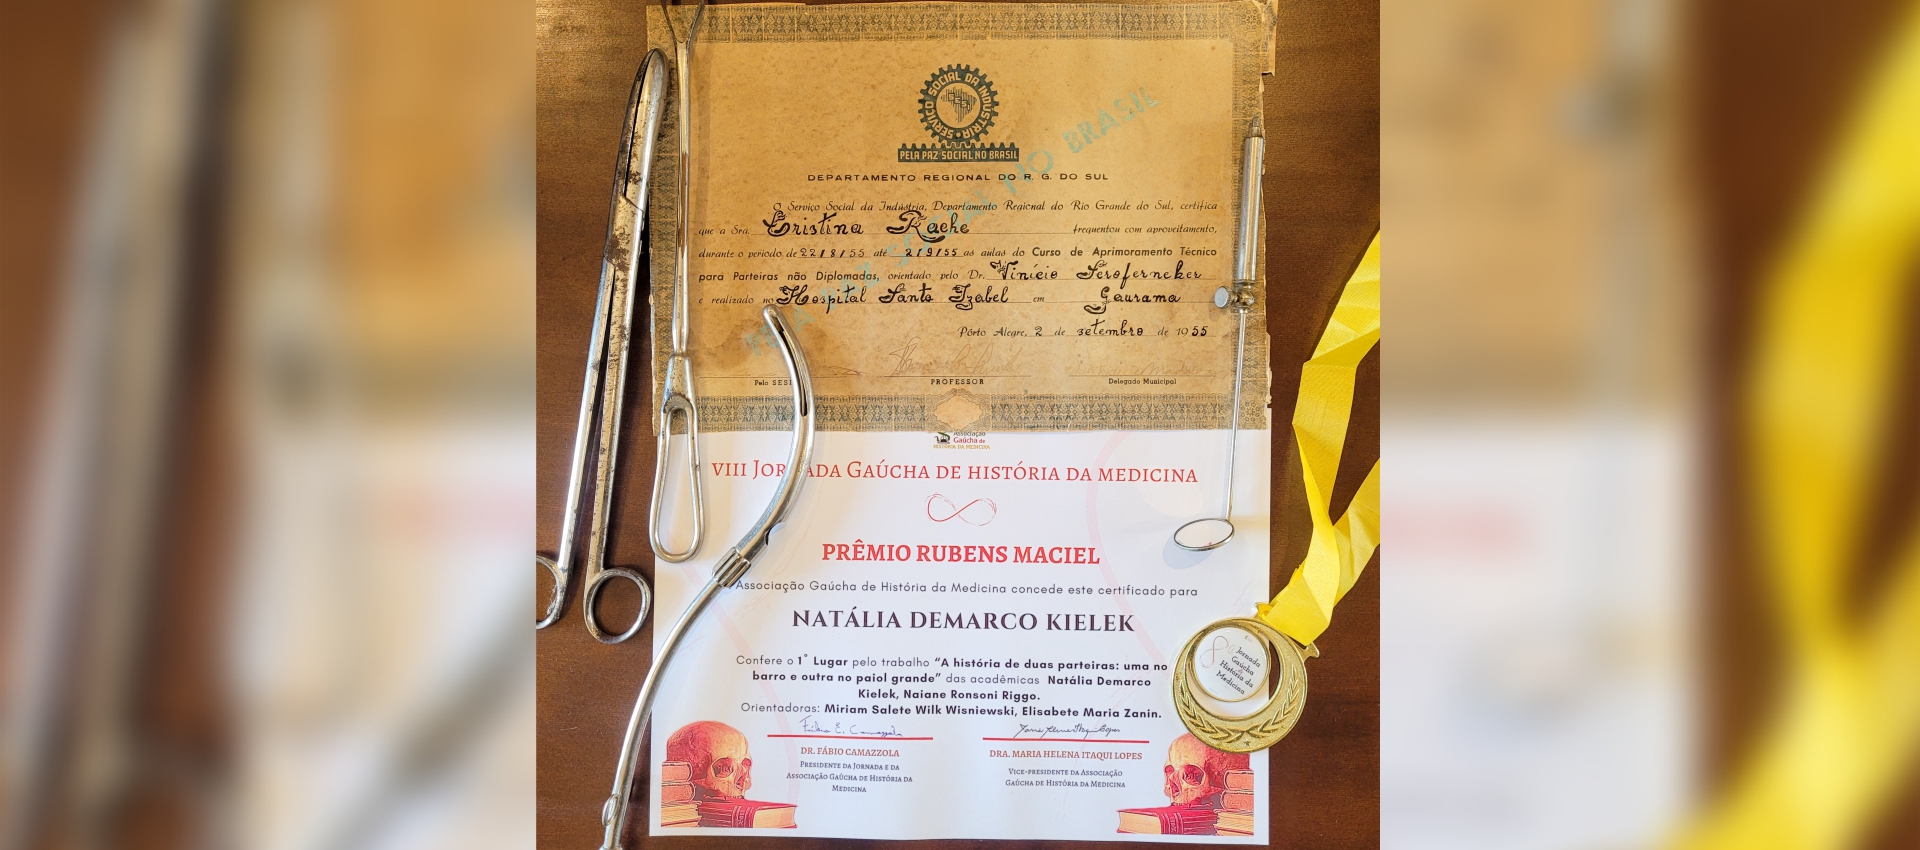 SERVIÇO SOCIAL DA INDUSTRIA
PELA PAZ SOCIAL NO BRASIL
DEPARTAMENTO REGIONAL DO R. G. DO SUL
O Serviço Social da Indústria, Departamento Regional do Rio Grande do Sul, certifica
que a Sra. Cristina Raehe frequentou com aproveitamento,
durante o periodo de 22/8/55 até 2/9/55 as aulas do Curso de Aprimoramento Técnico
para Parteiras não Diplomadas, orientado pelo Dr. Vinício
e realizado no Hospital Santa Izabel em Gaurama
Pôrto Alegre, 2 de setembro de 1955
Pelo SESI
PROFESSOR
Delegado Municipal
Associação
Gaúcha de
HISTÓRIA DA MEDICINA
VIII JORNADA GAÚCHA DE HISTÓRIA DA MEDICINA
PRÊMIO RUBENS MACIEL
Associação Gaúcha de História da Medicina concede este certificado para
NATÁLIA DEMARCO KIELEK
Confere o 1° Lugar pelo trabalho “A história de duas parteiras: uma no
barro e outra no paiol grande” das acadêmicas Natália Demarco
Kielek, Naiane Ronsoni Riggo.
Orientadoras: Miriam Salete Wilk Wisniewski, Elisabete Maria Zanin.
DR. FÁBIO CAMAZZOLA
PRESIDENTE DA JORNADA E DA
ASSOCIAÇÃO GAÚCHA DE HISTÓRIA DA
MEDICINA
DRA. MARIA HELENA ITAQUI LOPES
VICE-PRESIDENTE DA ASSOCIAÇÃO
GAÚCHA DE HISTÓRIA DA MEDICINA
Jornada
Gaúcha
História da
Medicina